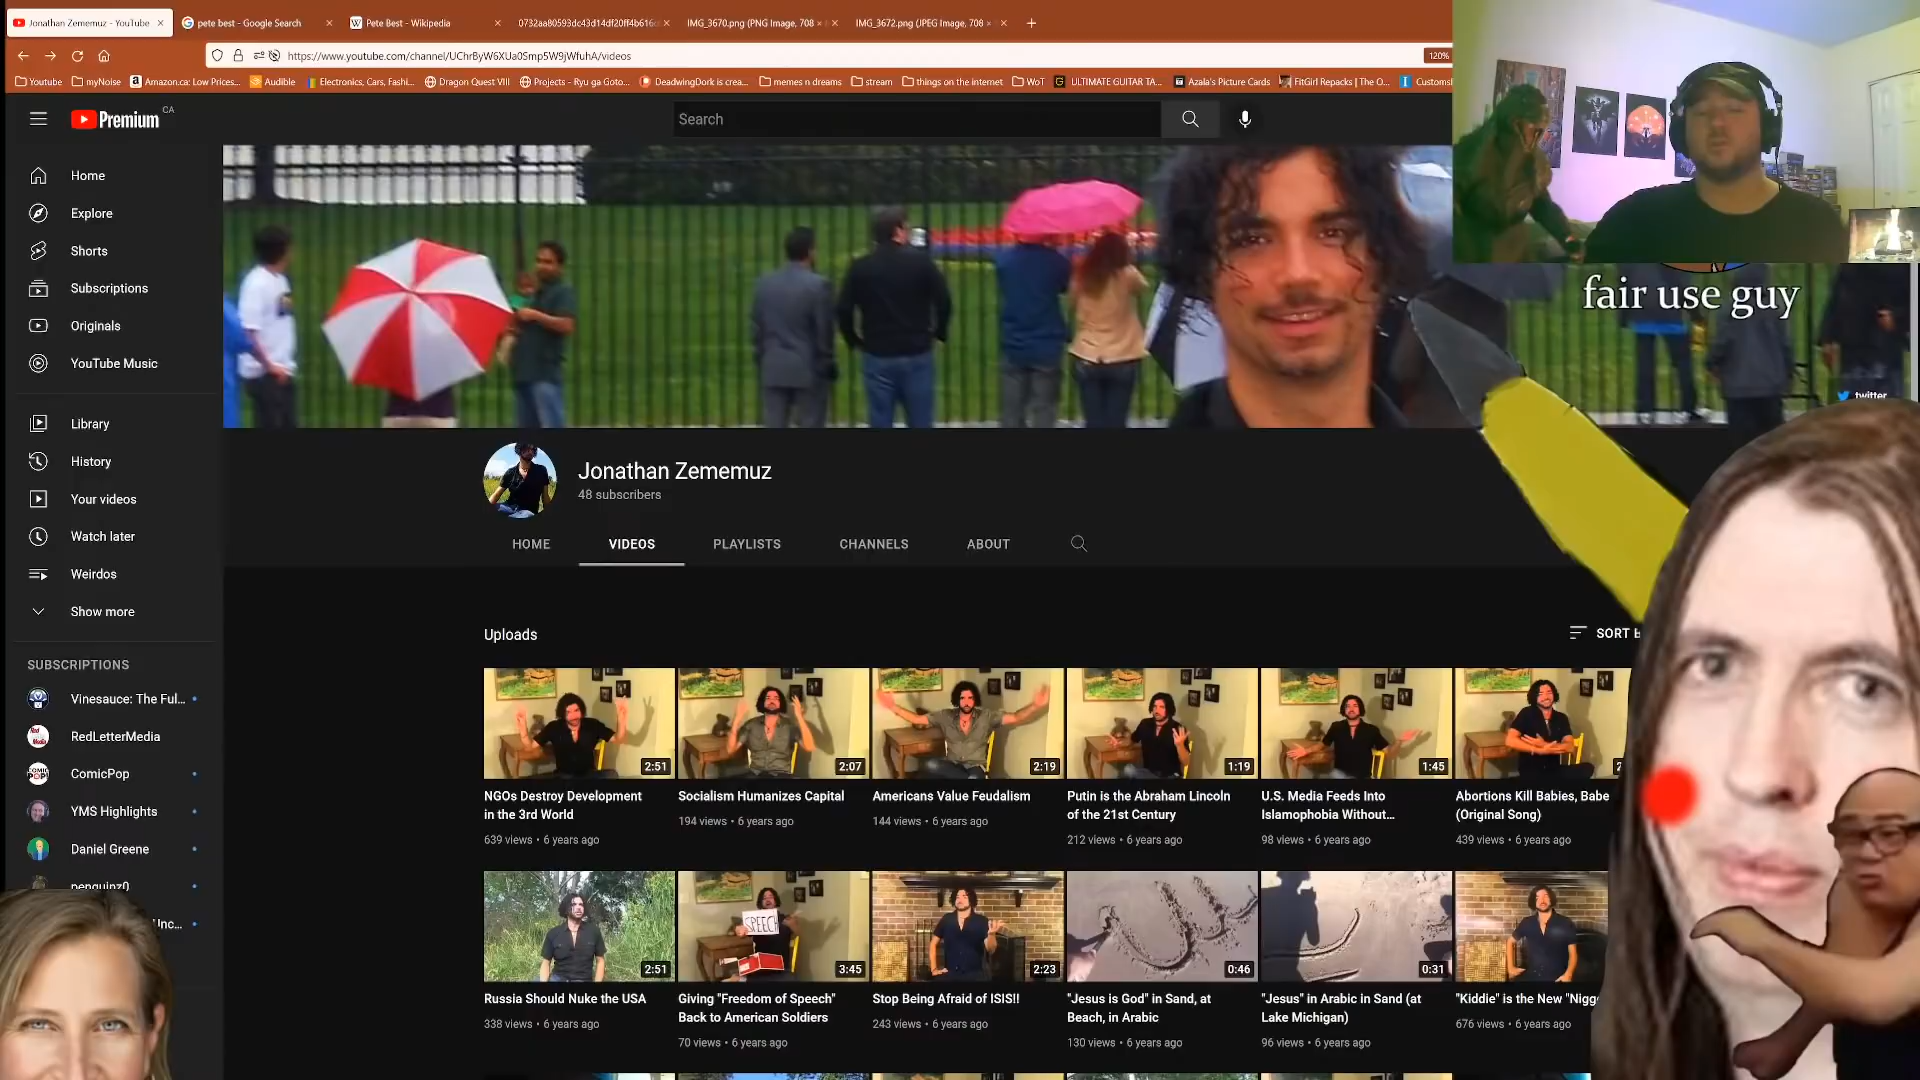 Jonathan Zememuz - YouTube
pete best - Google Search
Pete Best - Wikipedia
0732aa80593dc43d14df20ff4b616c
IMG_3670.png (PNG Image, 708 ×
IMG_3672.png (JPEG Image, 708 ×
https://www.youtube.com/channel/UChrByW6XUa0Smp5W9jWfuhA/videos
120%
Youtube myNoise Amazon.ca: Low Prices... Audible Electronics, Cars, Fashi... Dragon Quest VIII Projects - Ryu ga Goto... DeadwingDork is crea... memes n dreams stream things on the internet WoT ULTIMATE GUITAR TA... Azala's Picture Cards FitGirl Repacks | The O... Customs
Premium CA
Search
Home
Explore
Shorts
Subscriptions
Originals
YouTube Music
Library
History
Your videos
Watch later
Weirdos
Show more
SUBSCRIPTIONS
Vinesauce: The Ful...
RedLetterMedia
ComicPop
YMS Highlights
Daniel Greene
penguinz0
Inc...
fair use guy
twitter
Jonathan Zememuz
48 subscribers
HOME VIDEOS PLAYLISTS CHANNELS ABOUT
Uploads
SORT B
2:51 2:07 2:19 1:19 1:45 2
NGOs Destroy Development
in the 3rd World
639 views • 6 years ago
Socialism Humanizes Capital
194 views • 6 years ago
Americans Value Feudalism
144 views • 6 years ago
Putin is the Abraham Lincoln
of the 21st Century
212 views • 6 years ago
U.S. Media Feeds Into
Islamophobia Without...
98 views • 6 years ago
Abortions Kill Babies, Babe
(Original Song)
439 views • 6 years ago
SPEECH
2:51 3:45 2:23 0:46 0:31
Russia Should Nuke the USA
338 views • 6 years ago
Giving "Freedom of Speech"
Back to American Soldiers
70 views • 6 years ago
Stop Being Afraid of ISIS!!
243 views • 6 years ago
"Jesus is God" in Sand, at
Beach, in Arabic
130 views • 6 years ago
"Jesus" in Arabic in Sand (at
Lake Michigan)
96 views • 6 years ago
"Kiddie" is the New "Nigg
676 views • 6 years ago